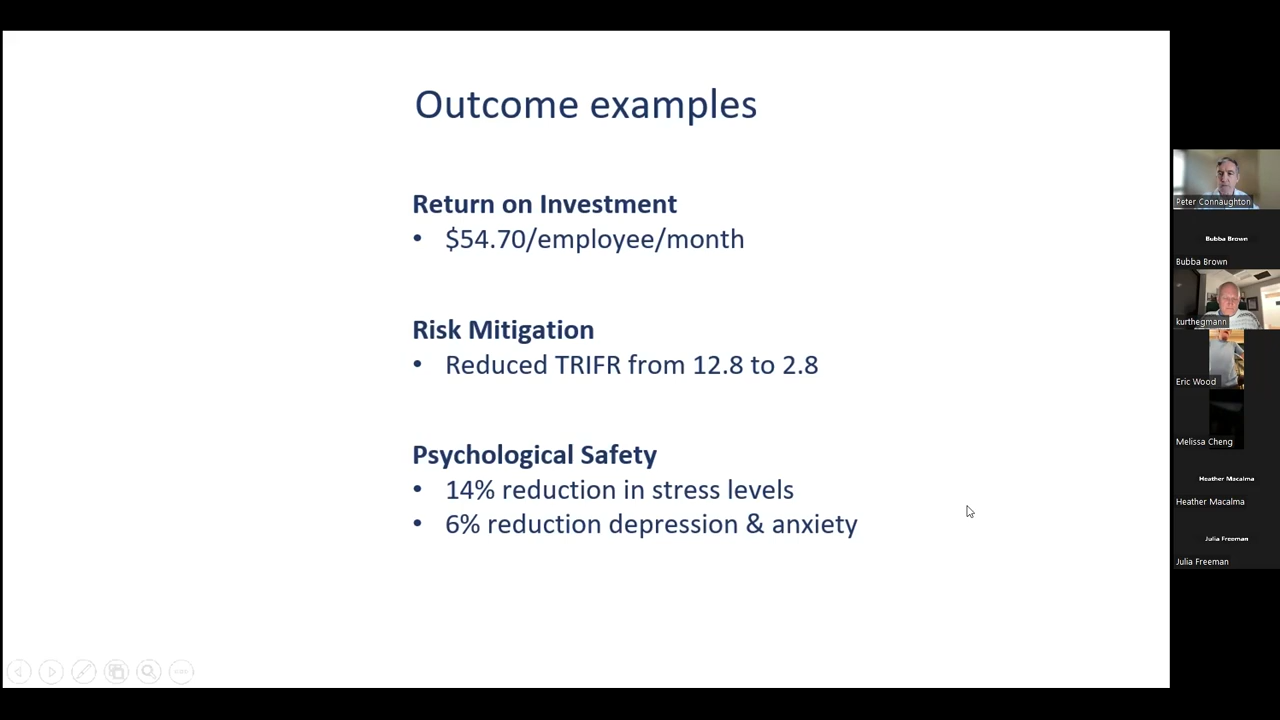 Outcome examples
Return on Investment
• $54.70/employee/month
Risk Mitigation
• Reduced TRIFR from 12.8 to 2.8
Psychological Safety
• 14% reduction in stress levels
• 6% reduction depression & anxiety
Peter Connaughton
Bubba Brown
Bubba Brown
kurthegmann
Eric Wood
Melissa Cheng
Heather Macalma
Heather Macalma
Julia Freeman
Julia Freeman